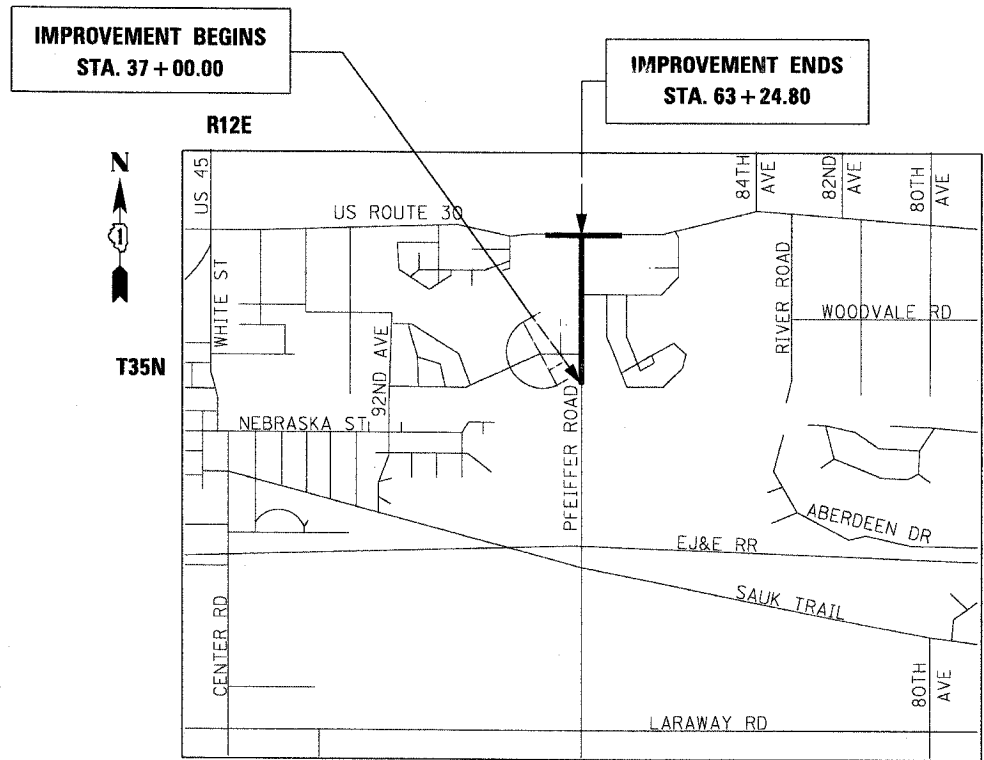 IMPROVEMENT BEGINS
STA. 37+00.00
IMPROVEMENT ENDS
STA. 63+24.80
R12E
N
1
T35N
US 45
US ROUTE 30
84TH
AVE
82ND
AVE
80TH
AVE
WHITE ST
92ND AVE
RIVER ROAD
WOODVALE RD
NEBRASKA ST
PFEIFFER ROAD
ABERDEEN DR
EJ&E RR
SAUK TRAIL
CENTER RD
80TH
AVE
LARAWAY RD